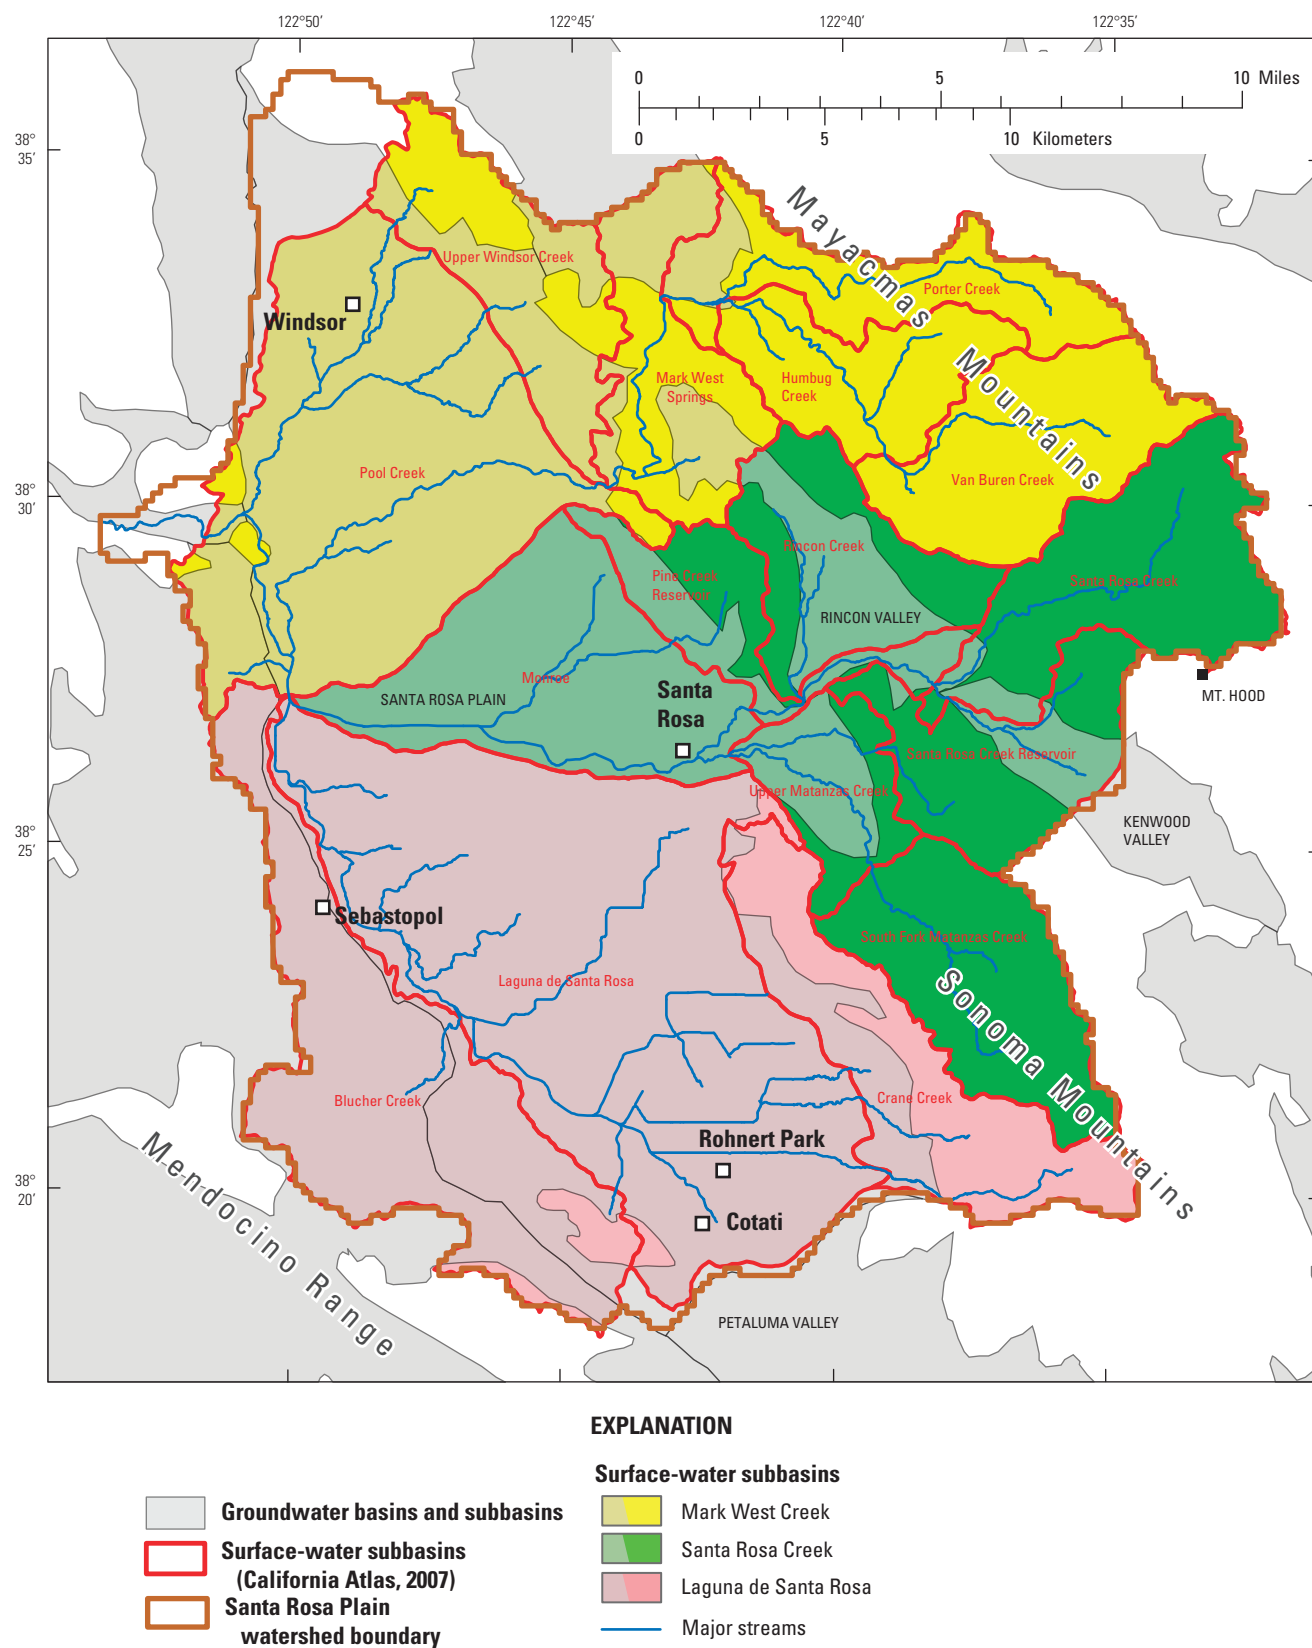 122°50′
122°45′
122°40′
122°35′
0
5
10 Miles
0
5
10 Kilometers
38°
35′
38°
30′
38°
25′
38°
20′
Mayacmas
Mountains
Upper Windsor Creek
Porter Creek
Windsor
Mark West
Springs
Humbug
Creek
Pool Creek
Van Buren Creek
Rincon Creek
Pine Creek
Reservoir
Santa Rosa Creek
RINCON VALLEY
Monroe
SANTA ROSA PLAIN
Santa
Rosa
MT. HOOD
Santa Rosa Creek Reservoir
Upper Matanzas Creek
KENWOOD
VALLEY
Sebastopol
South Fork Matanzas Creek
Laguna de Santa Rosa
Sonoma Mountains
Blucher Creek
Crane Creek
Rohnert Park
Mendocino Range
Cotati
PETALUMA VALLEY
EXPLANATION
Groundwater basins and subbasins
Surface-water subbasins
(California Atlas, 2007)
Santa Rosa Plain
watershed boundary
Surface-water subbasins
Mark West Creek
Santa Rosa Creek
Laguna de Santa Rosa
Major streams